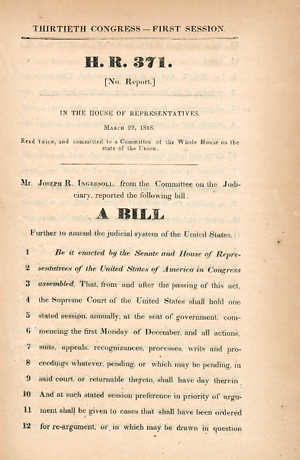 THIRTIETH CONGRESS—FIRST SESSION.
H. R. 371.
[No. Report.]
IN THE HOUSE OF REPRESENTATIVES.
MARCH 29, 1848.
Read twice, and committed to a Committee of the Whole House on the
state of the Union.
Mr. JOSEPH R. INGERSOLL, from the Committee on the Judi-
ciary, reported the following bill:
A BILL
Further to amend the judicial system of the United States.
1 Be it enacted by the Senate and House of Repre-
2 sentatives of the United States of America in Congress
3 assembled, That, from and after the passing of this act,
4 the Supreme Court of the United States shall hold one
5 stated session, annually, at the seat of government, com-
6 mencing the first Monday of December, and all actions,
7 suits, appeals, recognizances, processes, writs and pro-
8 ceedings whatever, pending, or which may be pending, in
9 said court, or returnable thereto, shall have day therein.
10 And at such stated session preference in priority of argu-
11 ment shall be given to cases that shall have been ordered
12 for re-argument, or in which may be drawn in question